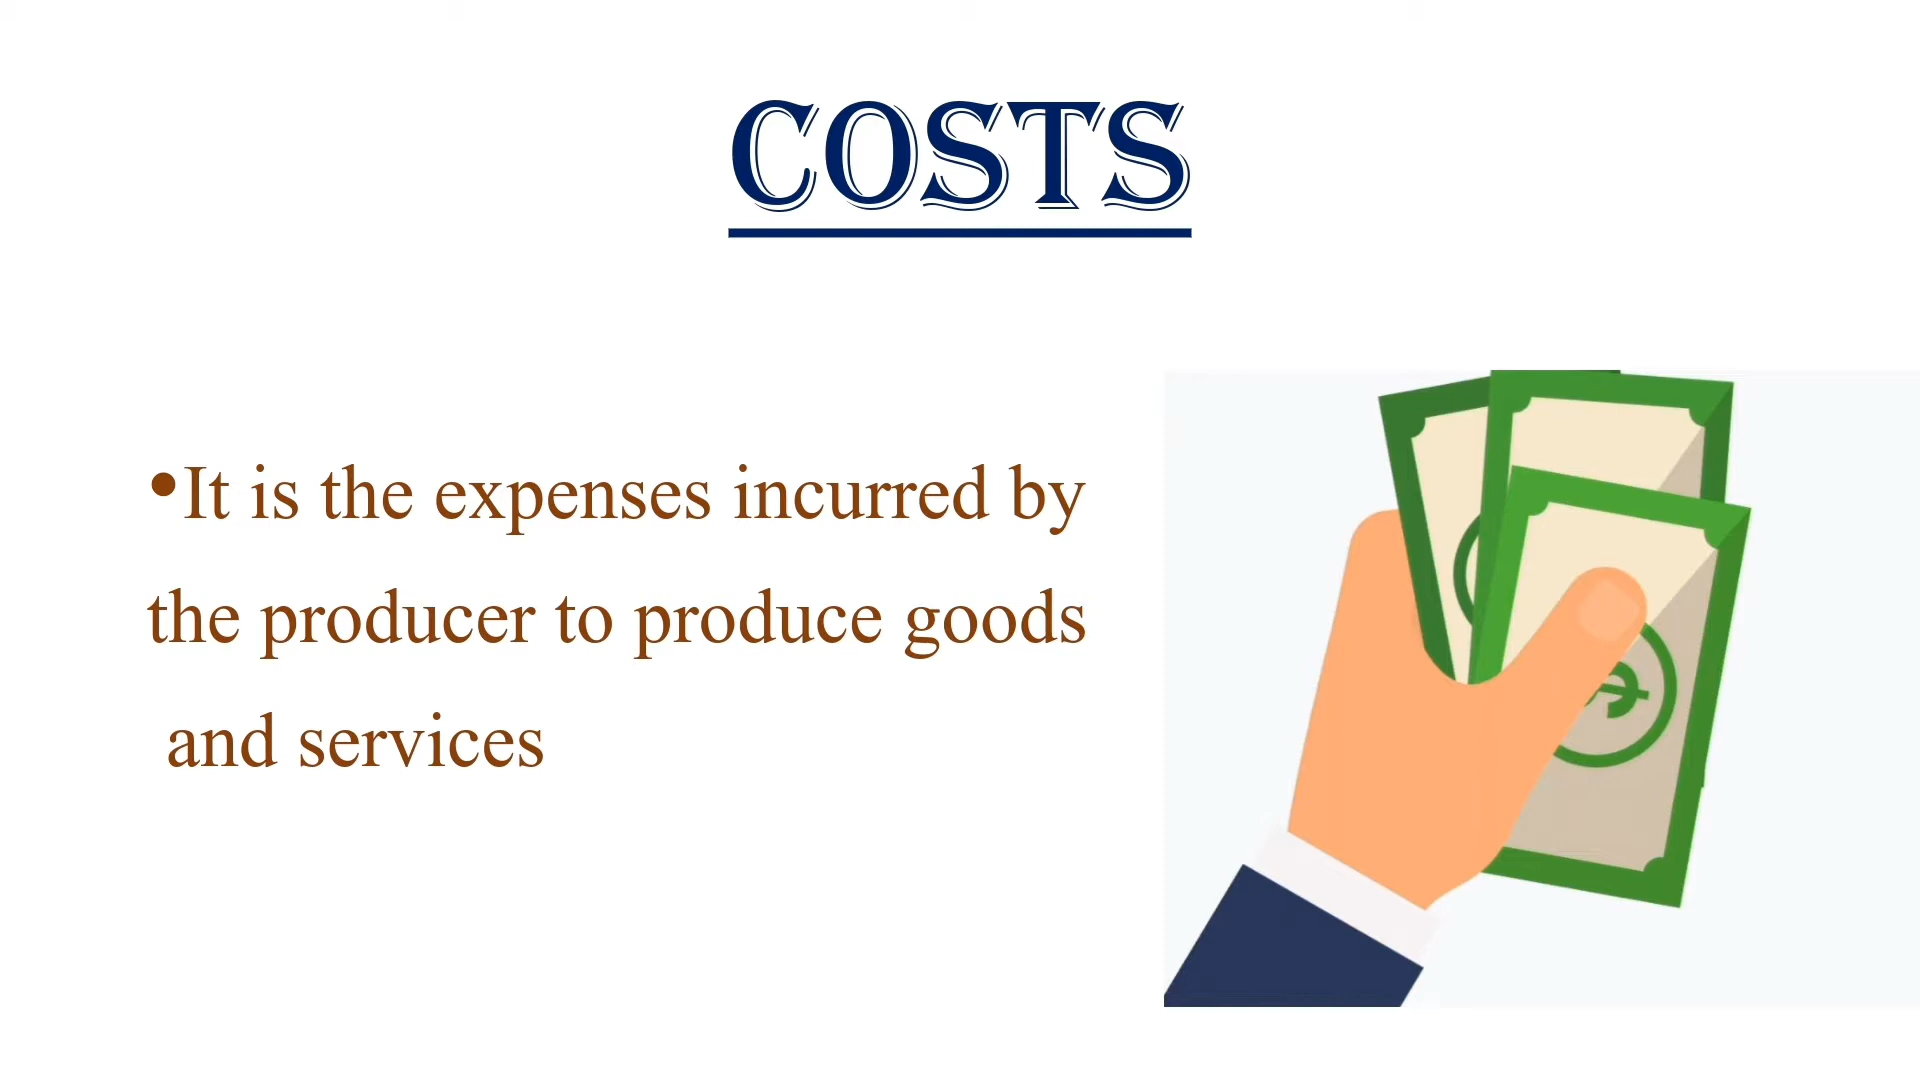 COSTS
•It is the expenses incurred by
the producer to produce goods
and services